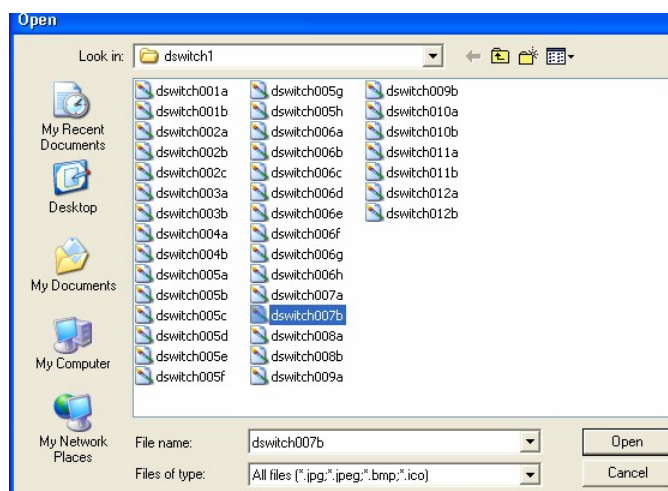 Open
Look in: dswitch1
My Recent
Documents
Desktop
My Documents
My Computer
My Network
Places
dswitch001a
dswitch001b
dswitch002a
dswitch002b
dswitch002c
dswitch003a
dswitch003b
dswitch004a
dswitch004b
dswitch005a
dswitch005b
dswitch005c
dswitch005d
dswitch005e
dswitch005f
dswitch005g
dswitch005h
dswitch006a
dswitch006b
dswitch006c
dswitch006d
dswitch006e
dswitch006f
dswitch006g
dswitch006h
dswitch007a
dswitch007b
dswitch008a
dswitch008b
dswitch009a
dswitch009b
dswitch010a
dswitch010b
dswitch011a
dswitch011b
dswitch012a
dswitch012b
File name: dswitch007b Open
Files of type: All files (*.jpg;*.jpeg;*.bmp;*.ico) Cancel